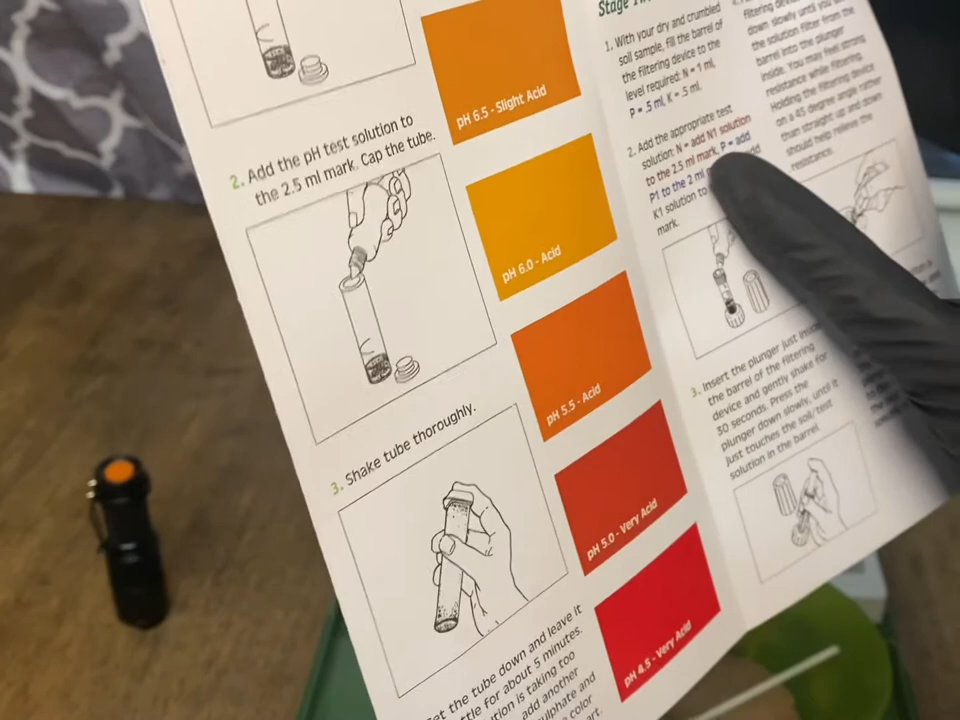 2. Add the pH test solution to
the 2.5 ml mark. Cap the tube.
3. Shake tube thoroughly.
the tube down and leave it
for about 5 minutes.
is taking too
add another
and
color
pH 6.5 - Slight Acid
pH 6.0 - Acid
pH 5.5 - Acid
pH 5.0 - Very Acid
pH 4.5 - Very Acid
Stage
1. With your dry and crumbled
soil sample, fill the barrel of
the filtering device to the
level required: N = 1 ml,
P = .5 ml, K = .5 ml.
2. Add the appropriate test
solution: N = add N1 solution
to the 2.5 ml mark, P = add
P1 to the 2 ml
K1 solution to
mark.
3. Insert the plunger just inside
the barrel of the filtering
device and gently shake for
30 seconds. Press the
plunger down slowly, until it
just touches the soil/test
solution in the barrel.
down slowly until you
the solution filter from the
barrel into the plunger
inside. You may feel strong
resistance while filtering.
Holding the filtering device
on a 45 degree angle rather
than straight up and down
should help relieve the
resistance.